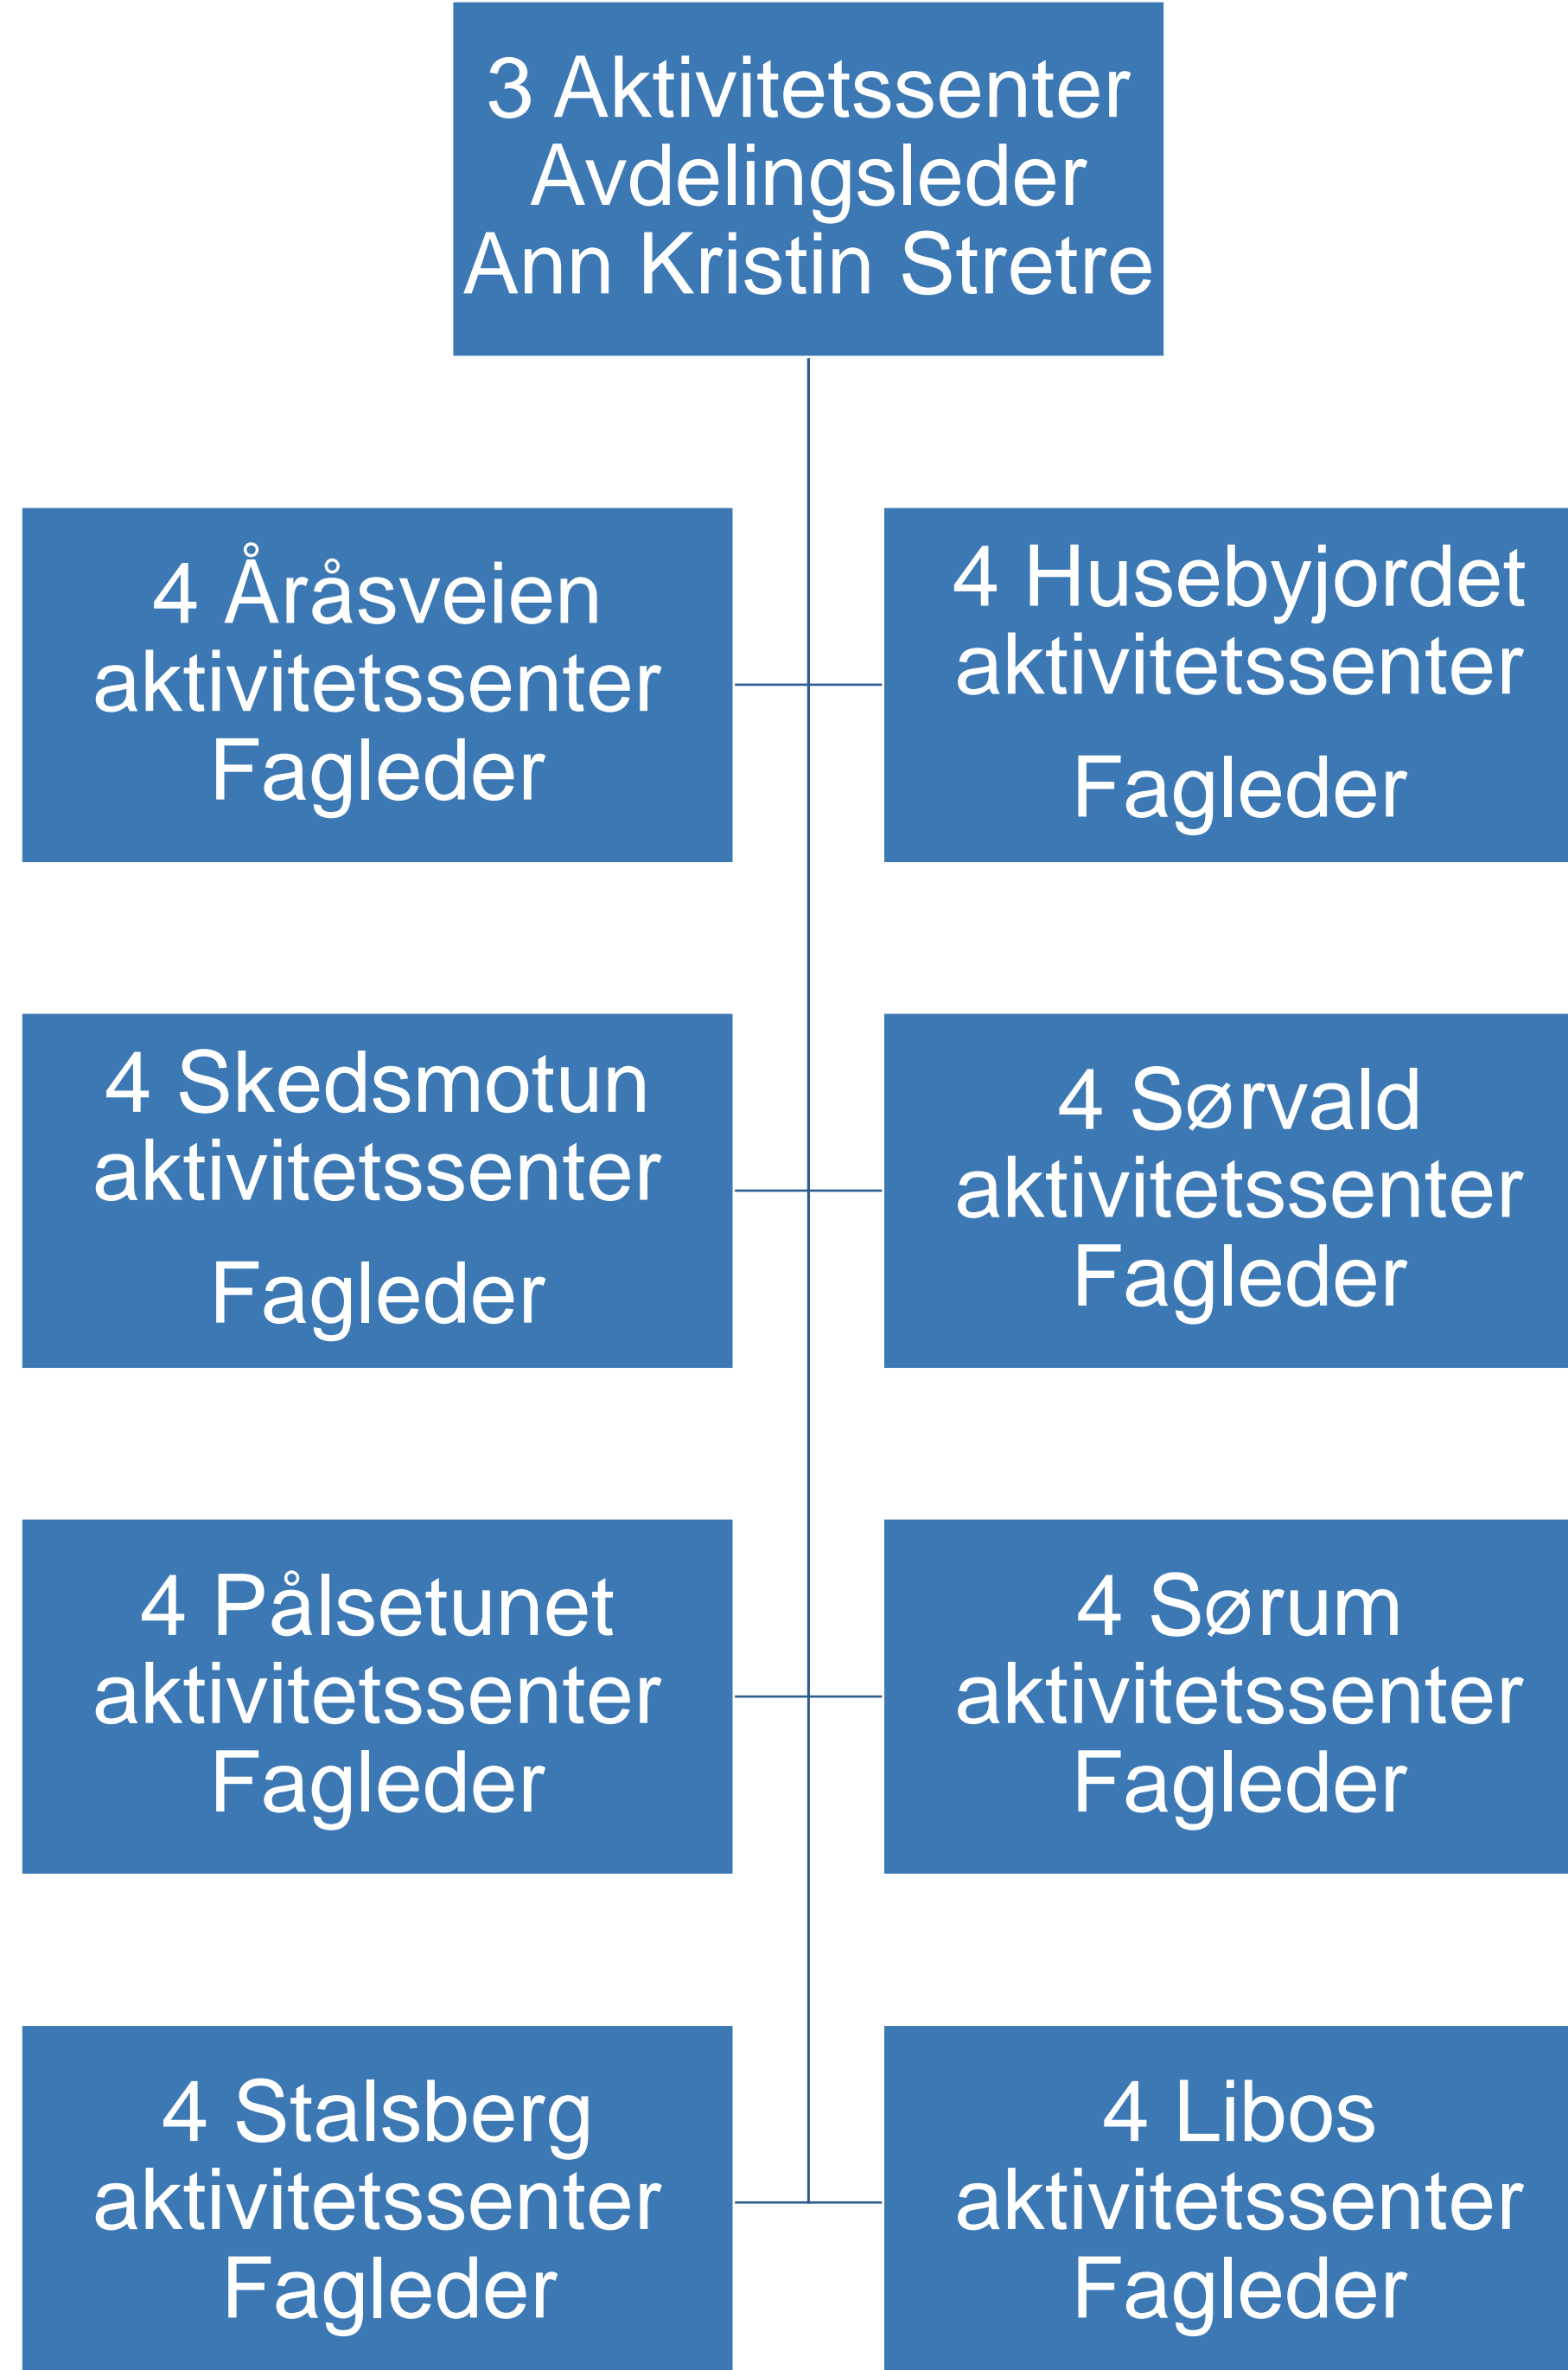 3 Aktivitetssenter
Avdelingsleder
Ann Kristin Stretre
4 Åråsveien
aktivitetssenter
Fagleder
4 Husebyjordet
aktivitetssenter
Fagleder
4 Skedsmotun
aktivitetssenter
Fagleder
4 Sørvald
aktivitetssenter
Fagleder
4 Pålsetunet
aktivitetssenter
Fagleder
4 Sørum
aktivitetssenter
Fagleder
4 Stalsberg
aktivitetssenter
Fagleder
4 Libos
aktivitetssenter
Fagleder